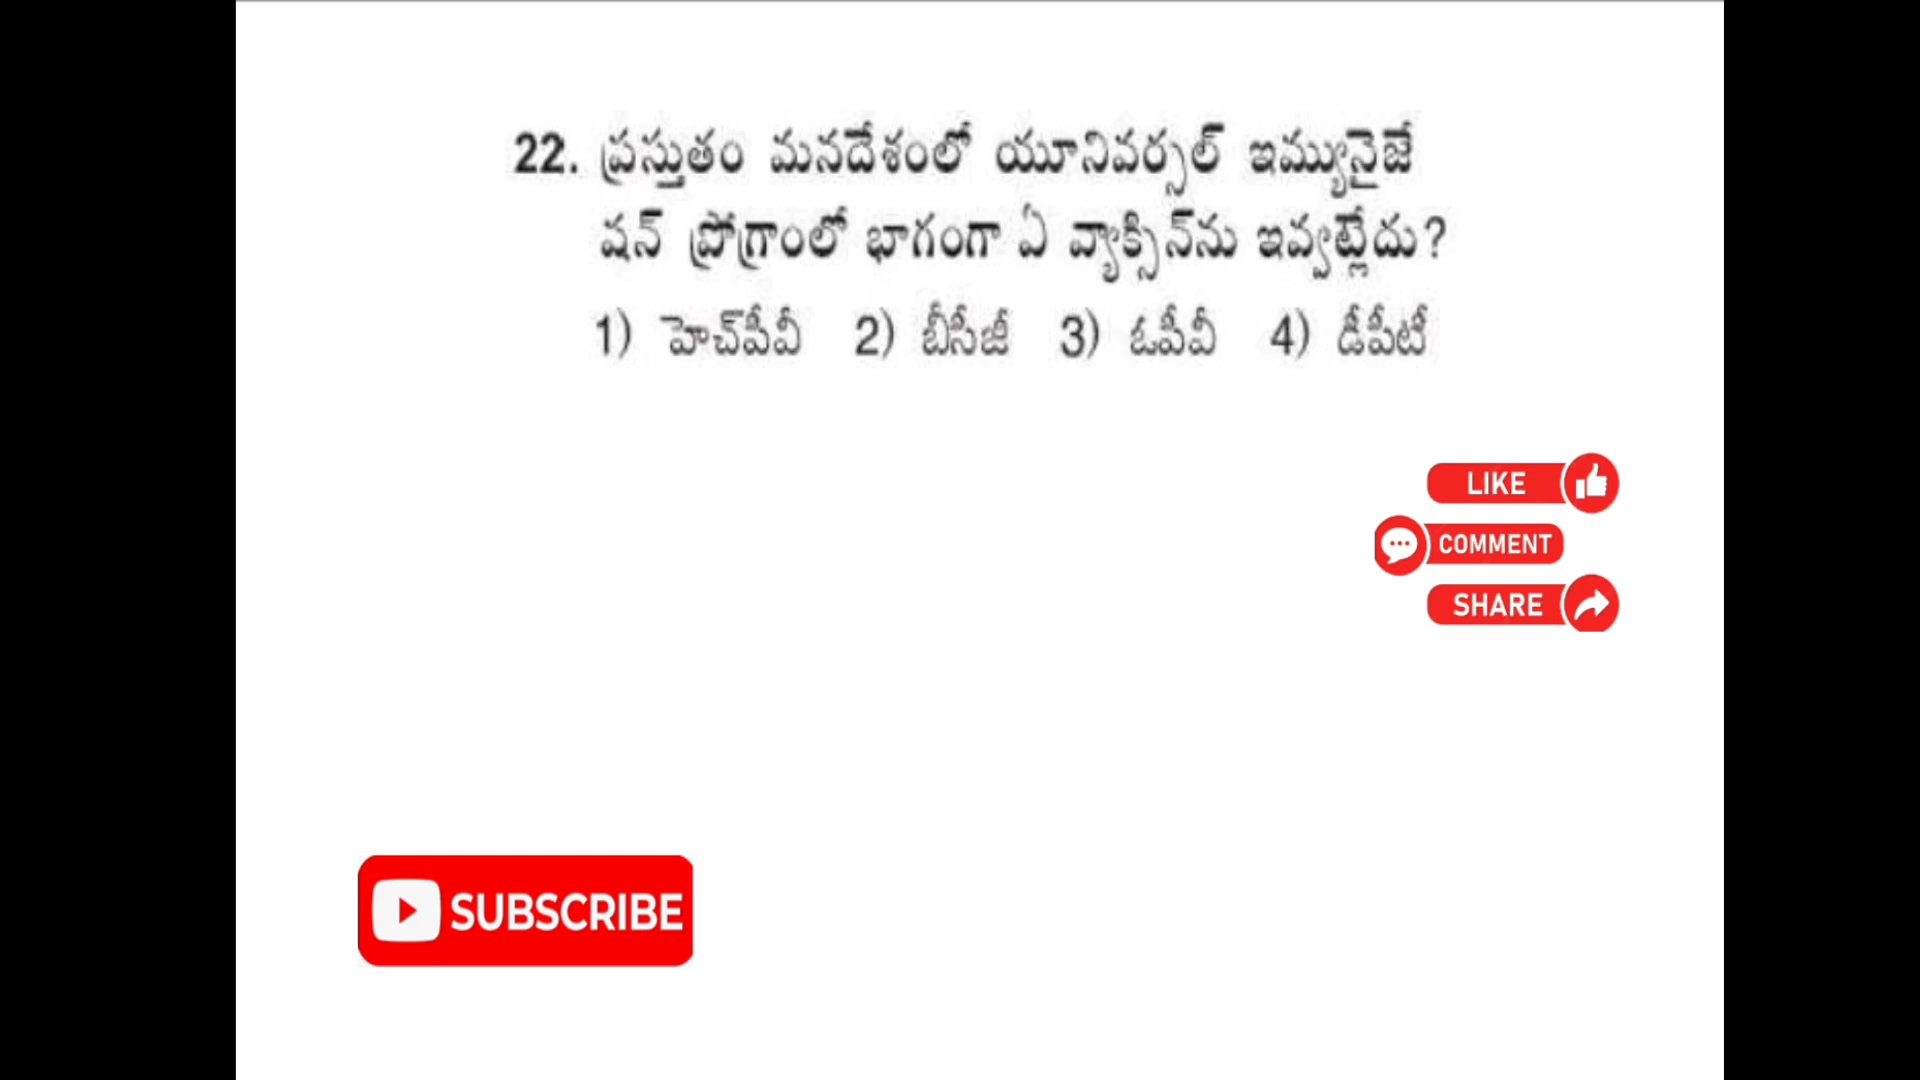 22. ప్రస్తుతం మనదేశంలో యూనివర్సల్ ఇమ్యునైజే
షన్ ప్రోగ్రాంలో భాగంగా ఏ వ్యాక్సిన్‌ను ఇవ్వట్లేదు?
1) హెచ్‌పీవీ 2) బీసీజీ 3) ఓపీవీ 4) డీపీటీ
LIKE
COMMENT
SHARE
SUBSCRIBE